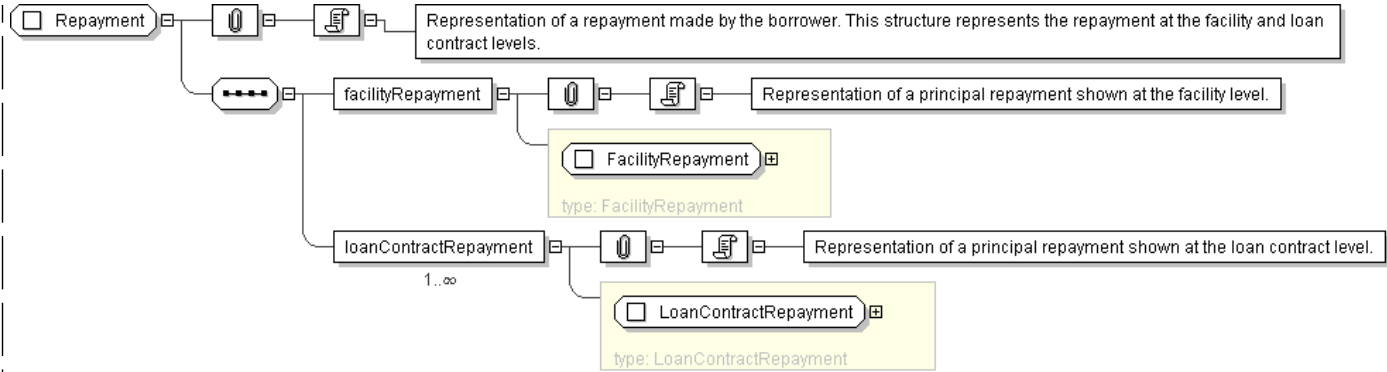 Repayment
Representation of a repayment made by the borrower. This structure represents the repayment at the facility and loan
contract levels.
facilityRepayment
Representation of a principal repayment shown at the facility level.
FacilityRepayment
type: FacilityRepayment
loanContractRepayment
Representation of a principal repayment shown at the loan contract level.
1..∞
LoanContractRepayment
type: LoanContractRepayment